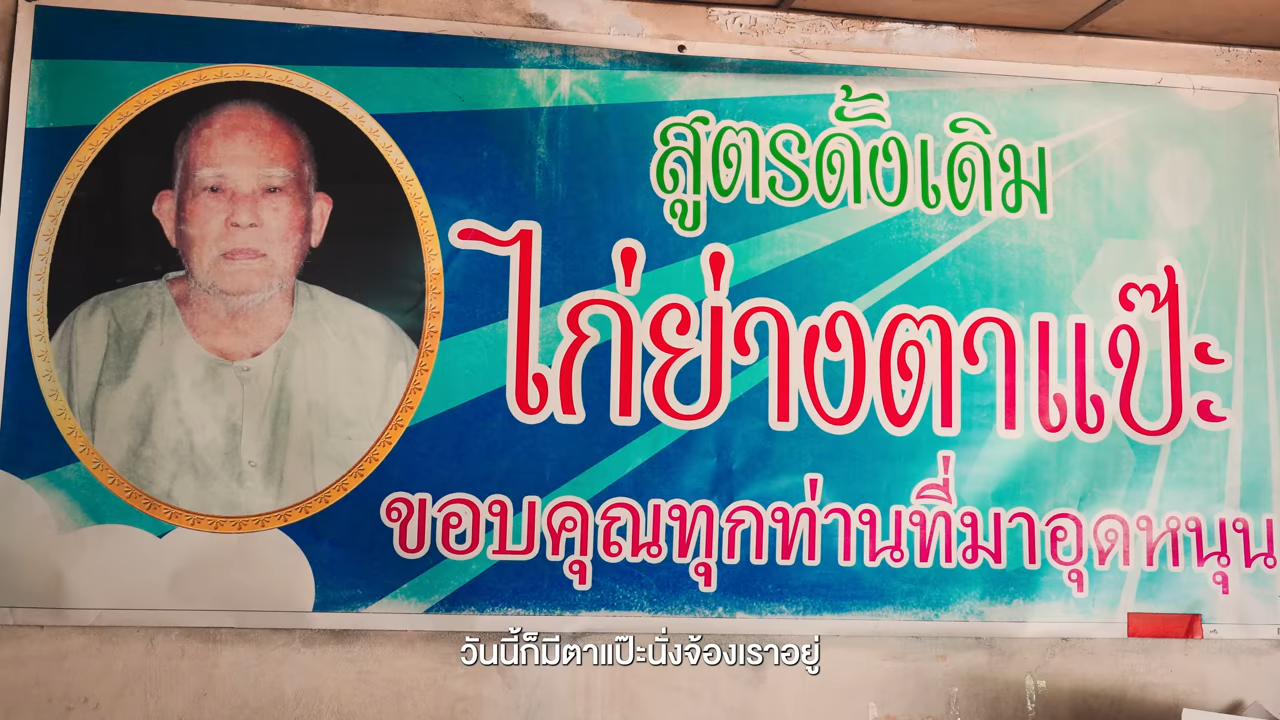 สูตรดั้งเดิม
ไก่ย่างตาแป๊ะ
ขอบคุณทุกท่านที่มาอุดหนุน
วันนี้ก็มีตาแป๊ะนั่งจ้องเราอยู่